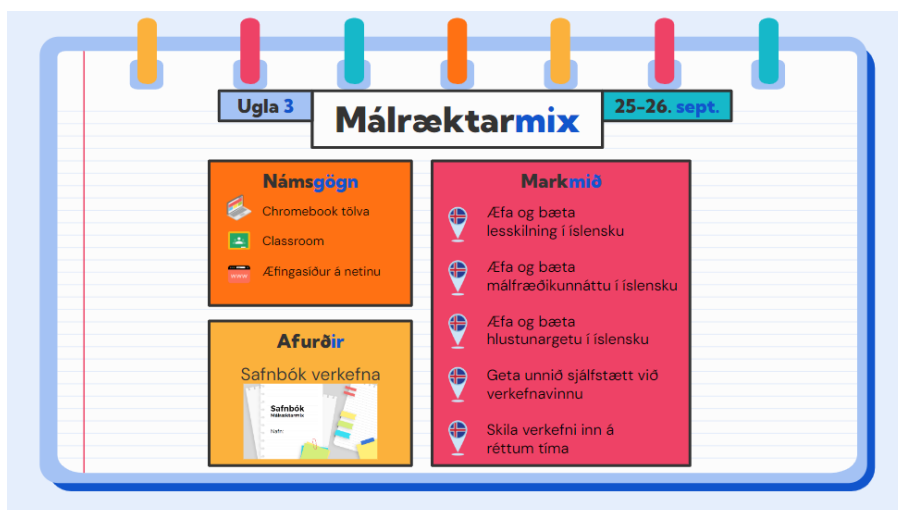 Ugla 3
Málræktarmix
25-26. sept.
Námsgögn
Chromebook tölva
Classroom
www
Æfingasíður á netinu
Afurðir
Safnbók verkefna
Safnbók
Málræktarmix
Nafn:
Markmið
Æfa og bæta
lesskilning í íslensku
Æfa og bæta
málfræðikunnáttu í íslensku
Æfa og bæta
hlustunargetu í íslensku
Geta unnið sjálfstætt við
verkefnavinnu
Skila verkefni inn á
réttum tíma